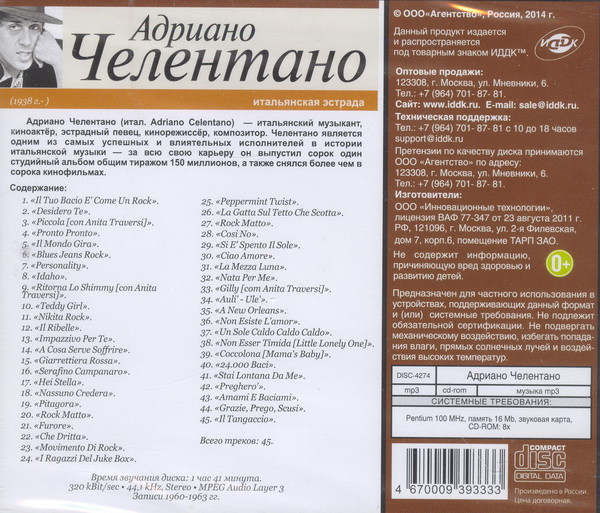 Адриано
Челентано
(1938 г.- )
итальянская эстрада
Адриано Челентано (итал. Adriano Celentano) — итальянский музыкант,
киноактёр, эстрадный певец, кинорежиссёр, композитор. Челентано является
одним из самых успешных и влиятельных исполнителей в истории
итальянской музыки — за всю свою карьеру он выпустил сорок один
студийный альбом общим тиражом 150 миллионов, а также снялся более чем в
сорока кинофильмах.
Содержание:
1. «Il Tuo Bacio E' Come Un Rock».
2. «Desidero Te».
3. «Piccola [con Anita Traversi]».
4. «Pronto Pronto».
5. «Il Mondo Gira».
6. «Blues Jeans Rock».
7. «Personality».
8. «Idaho».
9. «Ritorna Lo Shimmy [con Anita
Traversi]».
10. «Teddy Girl».
11. «Nikita Rock».
12. «Il Ribelle».
13. «Impazzivo Per Te».
14. «A Cosa Serve Soffrire».
15. «Giarrettiera Rossa».
16. «Serafino Campanaro».
17. «Hei Stella».
18. «Nassuno Credera».
19. «Pitagora».
20. «Rock Matto».
21. «Furore».
22. «Che Dritta».
23. «Movimento Di Rock».
24. «I Ragazzi Del Juke Box».
25. «Peppermint Twist».
26. «La Gatta Sul Tetto Che Scotta».
27. «Rock Matto».
28. «Cosi No».
29. «Si E' Spento Il Sole».
30. «Ciao Amore».
31. «La Mezza Luna».
32. «Nata Per Me».
33. «Gilly [con Anita Traversi]».
34. «Auli' - Ule'».
35. «A New Orleans».
36. «Non Esiste L'amor».
37. «Un Sole Caldo Caldo Caldo».
38. «Non Esser Timida [Little Lonely One]».
39. «Coccolona [Mama's Baby]».
40. «24.000 Baci».
41. «Stai Lontana Da Me».
42. «Preghero'».
43. «Amami E Baciami».
44. «Grazie, Prego, Scusi».
45. «Il Tangaccio».
Всего треков: 45.
Время звучания диска: 1 час 41 минута.
320 kBit/sec • 44,1 kHz, Stereo • MPEG Audio Layer 3
Записи 1960-1963 гг.
© ООО «Агентство», Россия, 2014 г.
Данный продукт издается
и распространяется
под товарным знаком ИДДК™.
ИДДК
Оптовые продажи:
123308, г. Москва, ул. Мневники, 6.
Тел.: +7 (964) 701- 87- 81.
Сайт: www.iddk.ru. E-mail: sale@iddk.ru.
Техническая поддержка:
Тел.: +7 (964) 701- 87- 81 с 10 до 18 часов
support@iddk.ru
Претензии по качеству диска принимаются
ООО «Агентство» по адресу:
123308, г. Москва, ул. Мневники, 6.
Тел.: +7 (964) 701- 87- 81.
Изготовители:
ООО «Инновационные технологии»,
лицензия ВАФ 77-347 от 23 августа 2011 г.
РФ, 121096, г. Москва, ул. 2-я Филевская,
дом 7, корп.6, помещение ТАРП ЗАО.
Не содержит информации,
причиняющую вред здоровью и
развитию детей.
0+
Предназначен для частного использования в
устройствах, поддерживающих данный формат
и (или) системные требования. Не подлежит
обязательной сертификации. Не подвергать
механическому воздействию, избегать попада-
ния влаги, прямых солнечных лучей и воздей-
ствия высоких температур.
DISC-4274
Адриано Челентано
mp3
cd-rom
музыка mp3
СИСТЕМНЫЕ ТРЕБОВАНИЯ:
Pentium 100 MHz, память 16 Mb, звуковая карта,
CD-ROM: 8x
4 670009 393333
COMPACT
disc
DIGITAL DATA
Произведено в России.
Цена договорная.